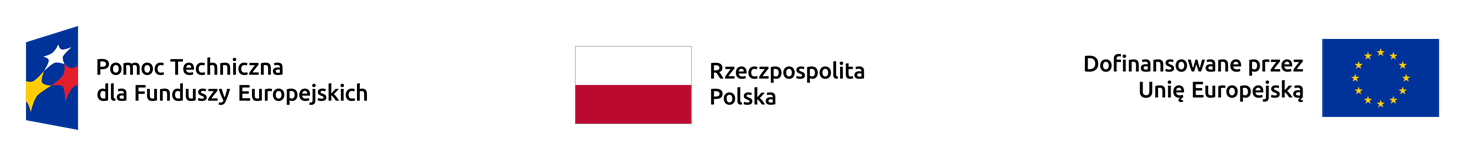 Pomoc Techniczna
dla Funduszy Europejskich
Rzeczpospolita
Polska
Dofinansowane przez
Unię Europejską